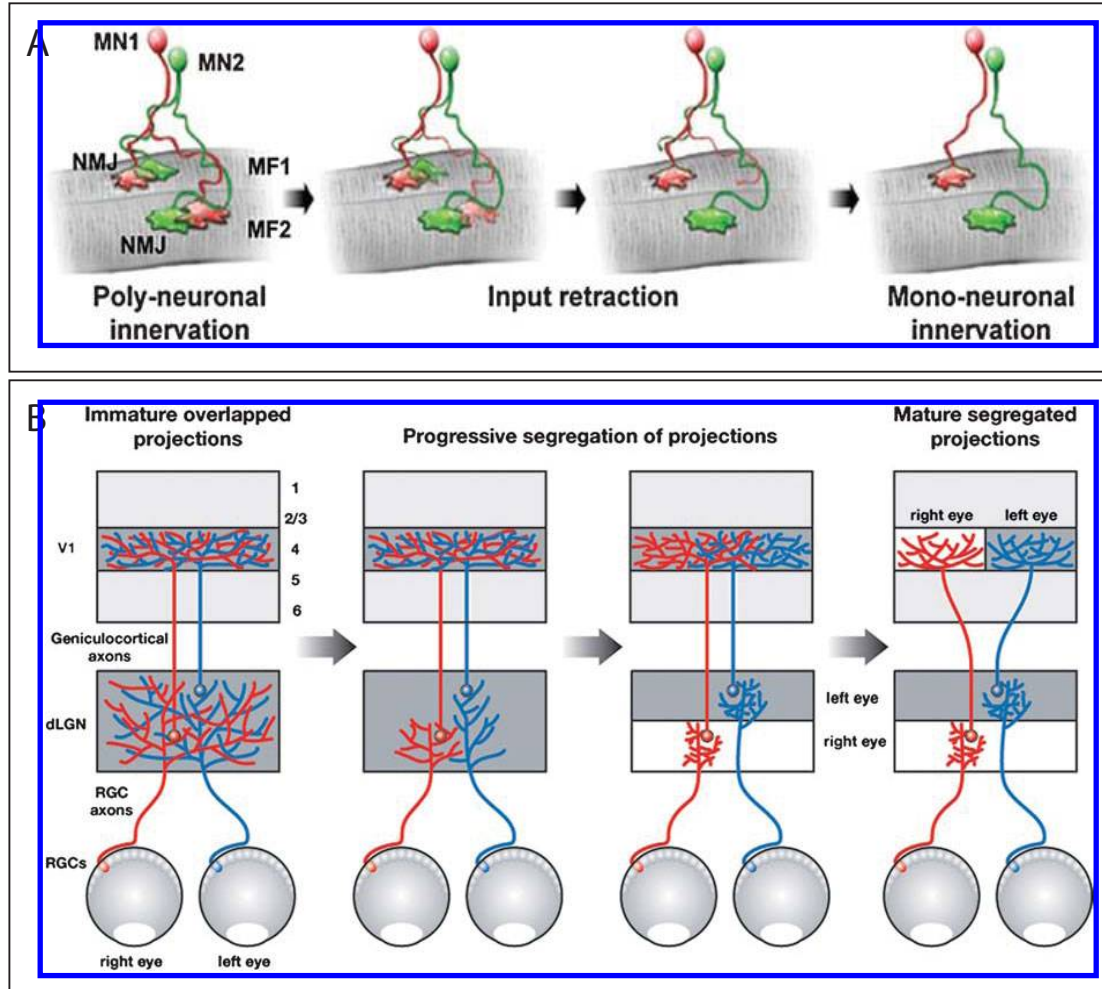 A
MN1
MN2
NMJ
MF1
MF2
NMJ
Poly-neuronal
innervation
Input retraction
Mono-neuronal
innervation
B
Immature overlapped
projections
Progressive segregation of projections
Mature segregated
projections
1
2/3
V1
4
5
6
right eye
left eye
Geniculocortical
axons
dLGN
left eye
right eye
RGC
axons
RGCs
right eye
left eye